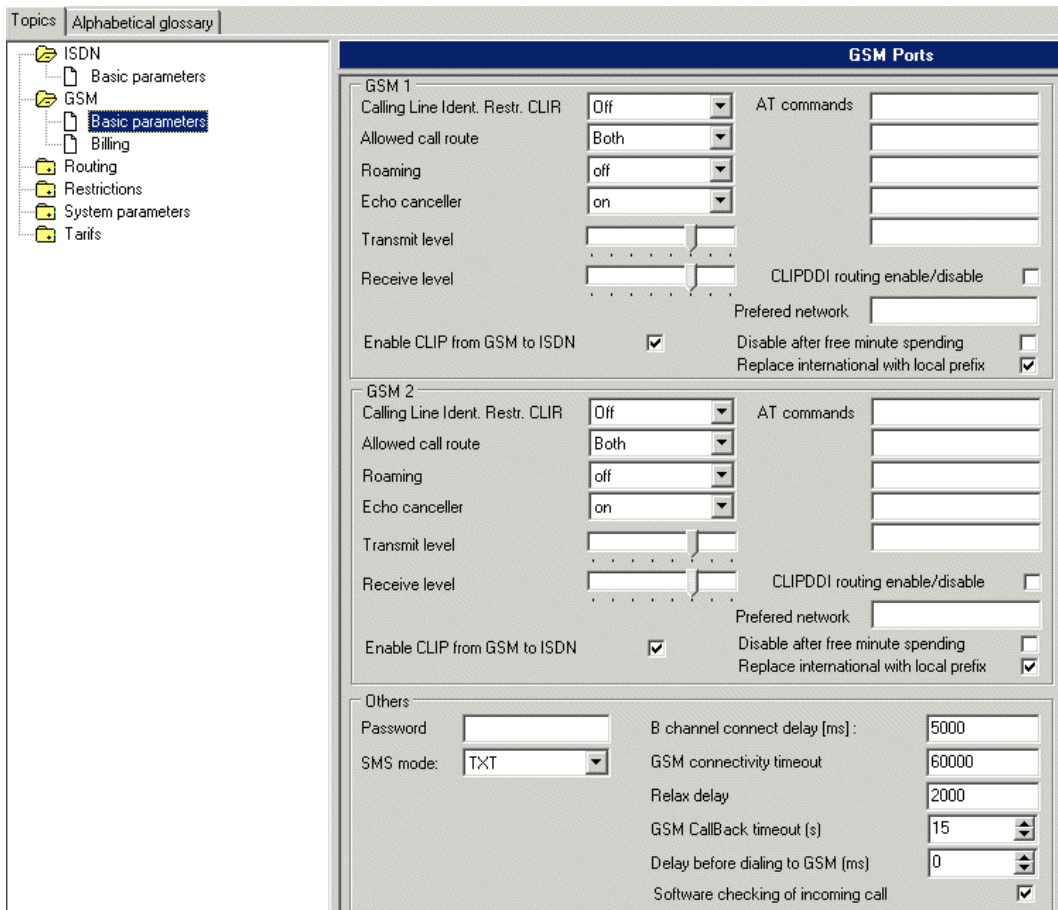 Topics Alphabetical glossary
ISDN
Basic parameters
GSM
Basic parameters
Billing
Routing
Restrictions
System parameters
Tarifs
GSM Ports
GSM 1
Calling Line Ident. Restr. CLIR Off AT commands
Allowed call route Both
Roaming off
Echo canceller on
Transmit level
Receive level CLIPDDI routing enable/disable
Prefered network
Enable CLIP from GSM to ISDN Disable after free minute spending
Replace international with local prefix
GSM 2
Calling Line Ident. Restr. CLIR Off AT commands
Allowed call route Both
Roaming off
Echo canceller on
Transmit level
Receive level CLIPDDI routing enable/disable
Prefered network
Enable CLIP from GSM to ISDN Disable after free minute spending
Replace international with local prefix
Others
Password B channel connect delay [ms] : 5000
SMS mode: TXT GSM connectivity timeout 60000
Relax delay 2000
GSM CallBack timeout (s) 15
Delay before dialing to GSM (ms) 0
Software checking of incoming call